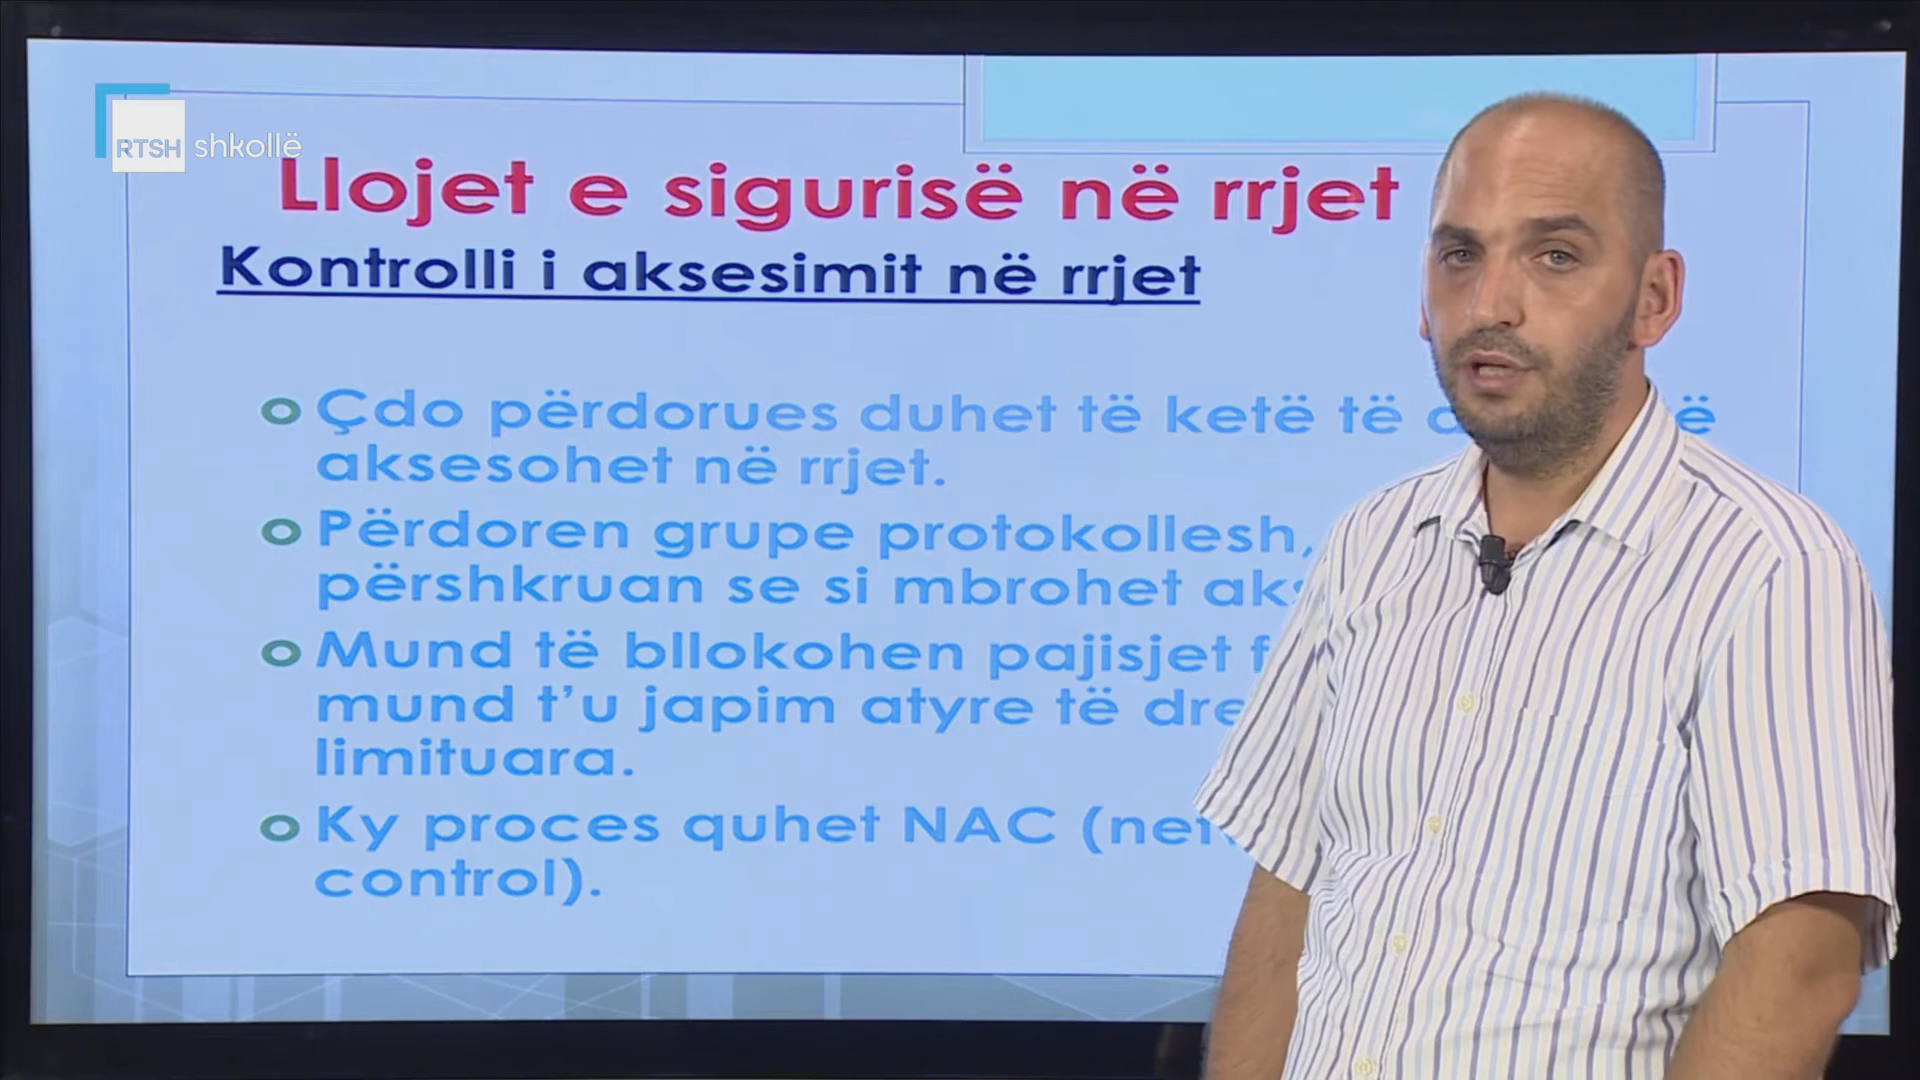 RTSH shkollë
Llojet e sigurisë në rrjet
Kontrolli i aksesimit në rrjet
Çdo përdorues duhet të ketë të
aksesohet në rrjet.
Përdoren grupe protokollesh,
përshkruan se si mbrohet
Mund të bllokohen pajisjet
mund t'u japim atyre të
limituara.
Ky proces quhet NAC
control).